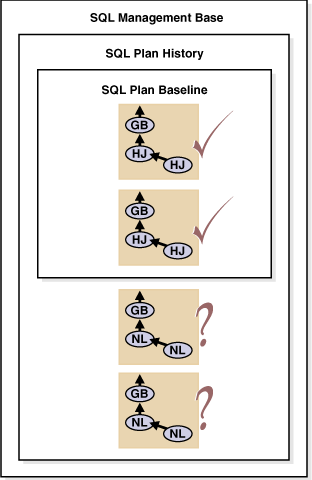 SQL Management Base
SQL Plan History
SQL Plan Baseline
GB
HJ
HJ
GB
HJ
HJ
GB
NL
NL
?
GB
NL
NL
?